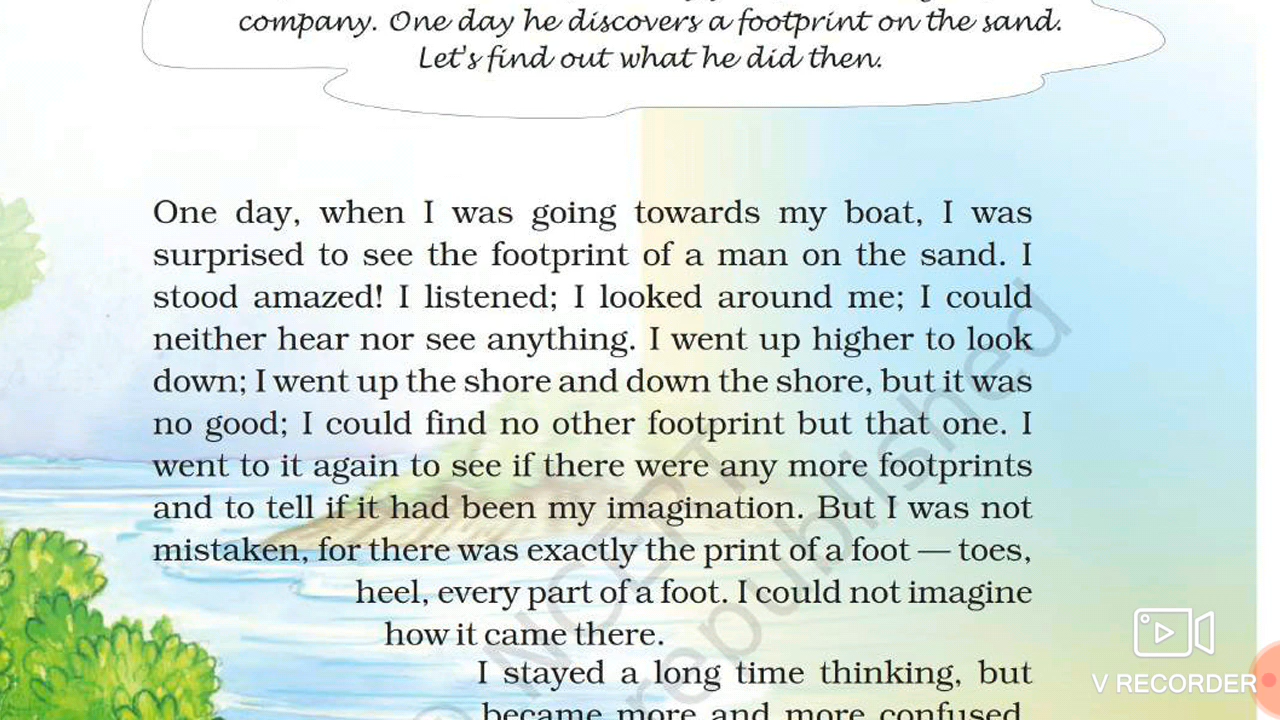 company. One day he discovers a footprint on the sand.
Let's find out what he did then.
One day, when I was going towards my boat, I was
surprised to see the footprint of a man on the sand. I
stood amazed! I listened; I looked around me; I could
neither hear nor see anything. I went up higher to look
down; I went up the shore and down the shore, but it was
no good; I could find no other footprint but that one. I
went to it again to see if there were any more footprints
and to tell if it had been my imagination. But I was not
mistaken, for there was exactly the print of a foot — toes,
heel, every part of a foot. I could not imagine
how it came there.
I stayed a long time thinking, but
became more and more confused.
NCERT
republished
V RECORDER